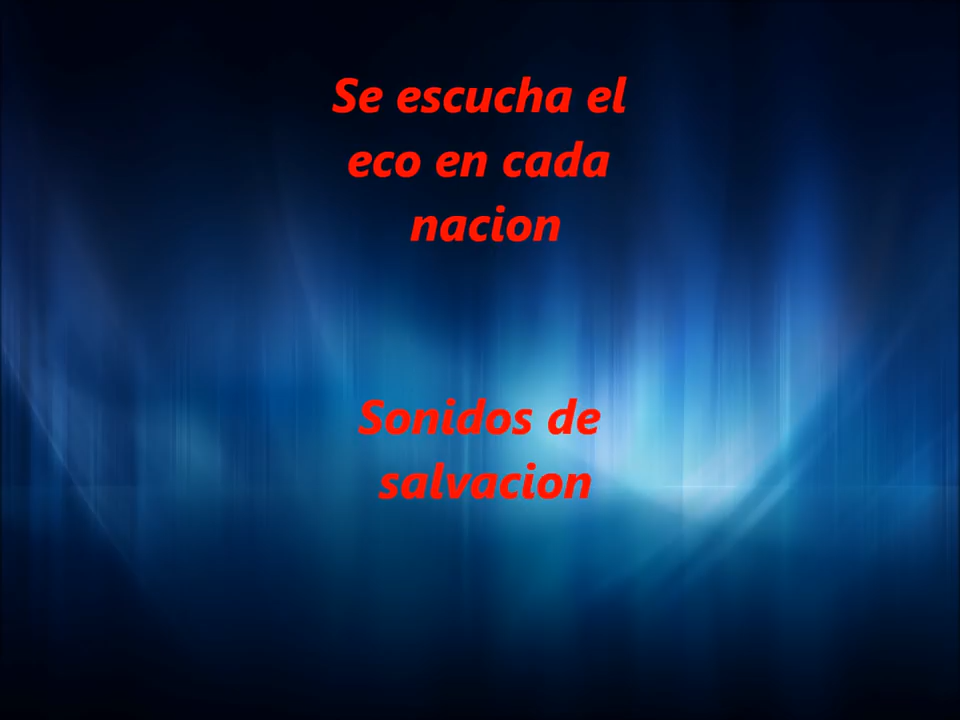 Se escucha el
eco en cada
nacion
Sonidos de
salvacion